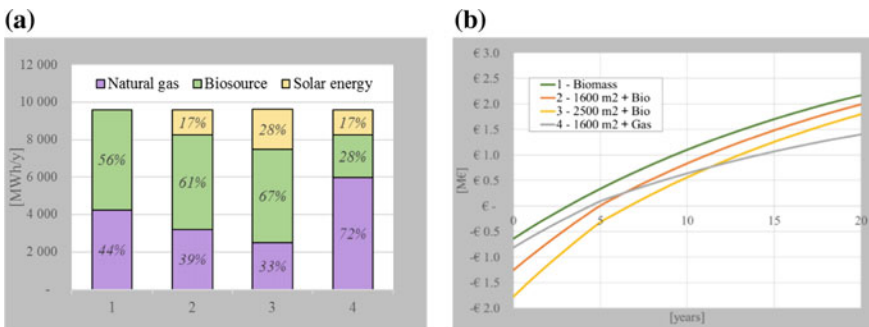 (a)
12 000
Natural gas Biosource Solar energy
10 000
17% 28% 17%
8 000
56% 61% 67% 28%
[MWh/y]
6 000
4 000
44% 39% 33% 72%
2 000
-
1 2 3 4
(b)
€ 3.0
€ 2.5
1 - Biomass
€ 2.0
2 - 1600 m2 + Bio
3 - 2500 m2 + Bio
€ 1.5
4 - 1600 m2 + Gas
€ 1.0
[M€]
€ 0.5
€ -
0 5 10 15 20
-€ 0.5
-€ 1.0
-€ 1.5
-€ 2.0
[years]